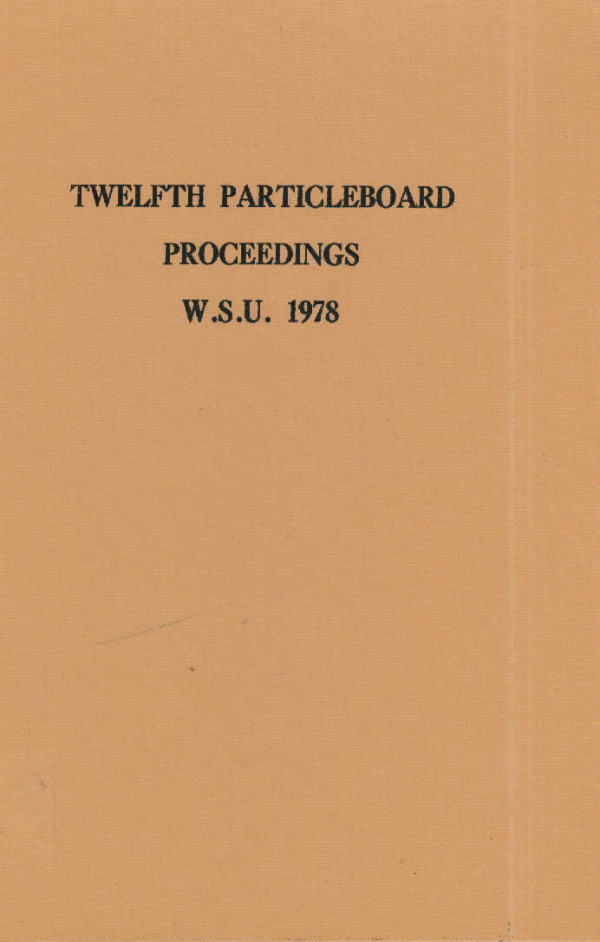 TWELFTH PARTICLEBOARD
PROCEEDINGS
W.S.U. 1978